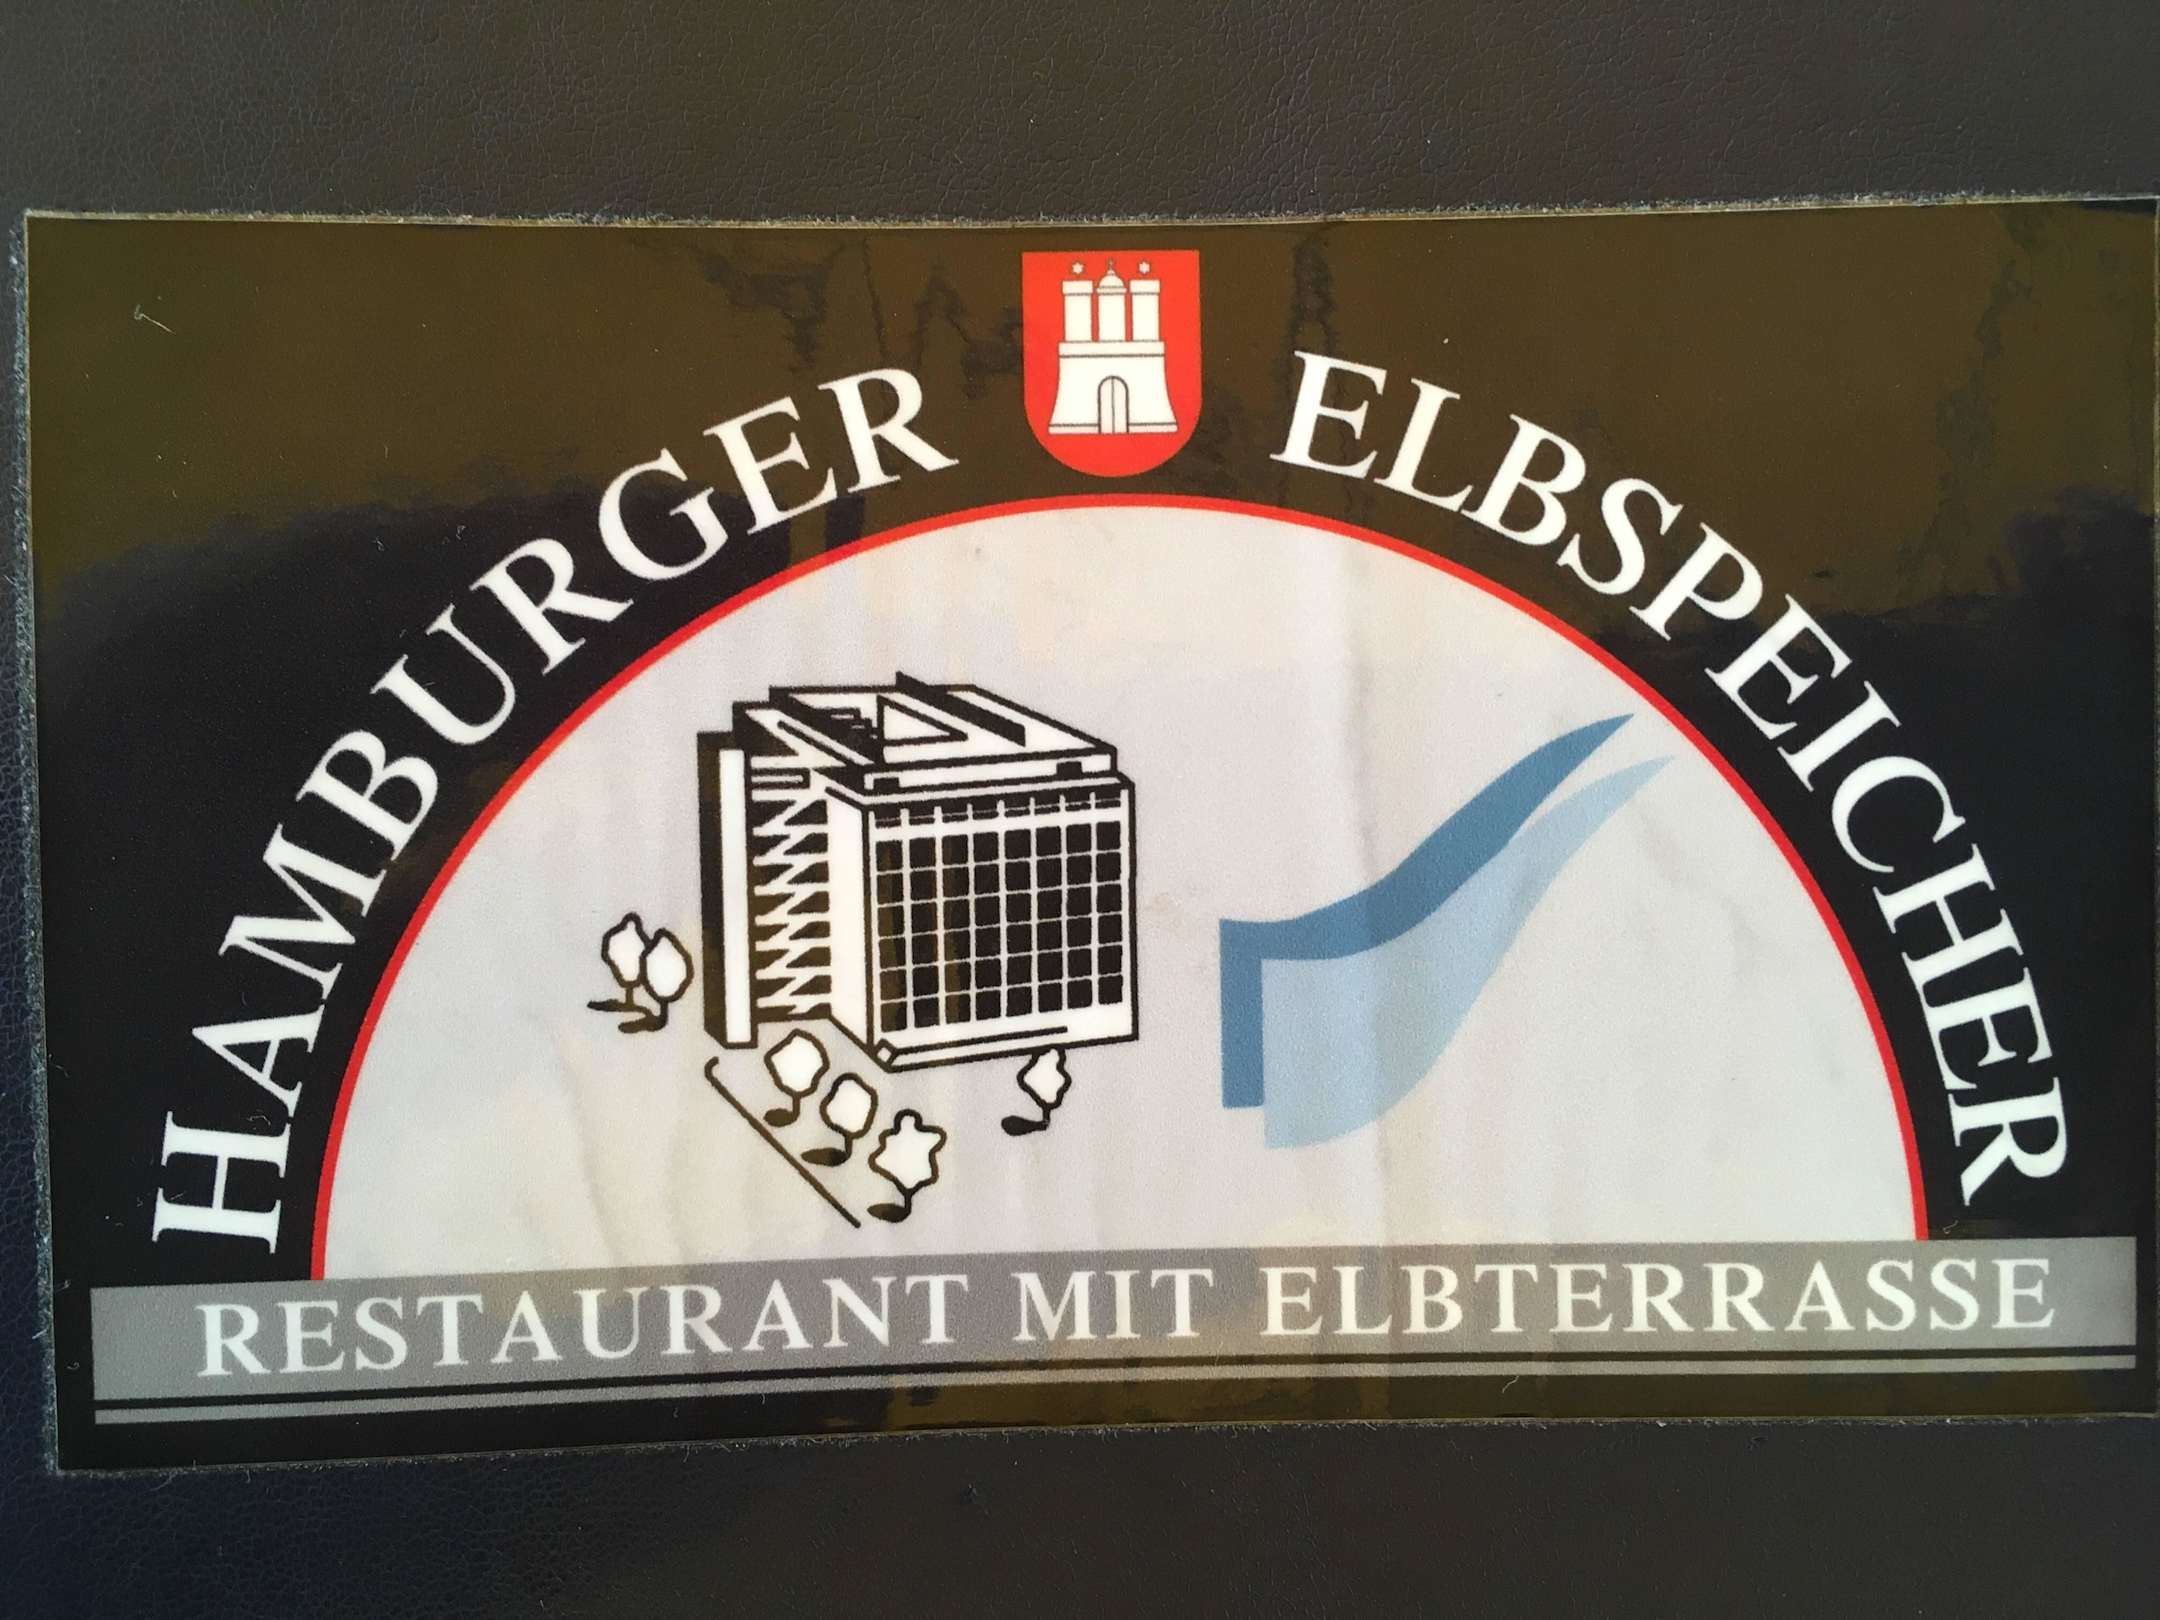 HAMBURGER ELBSPEICHER
RESTAURANT MIT ELBTERRASSE